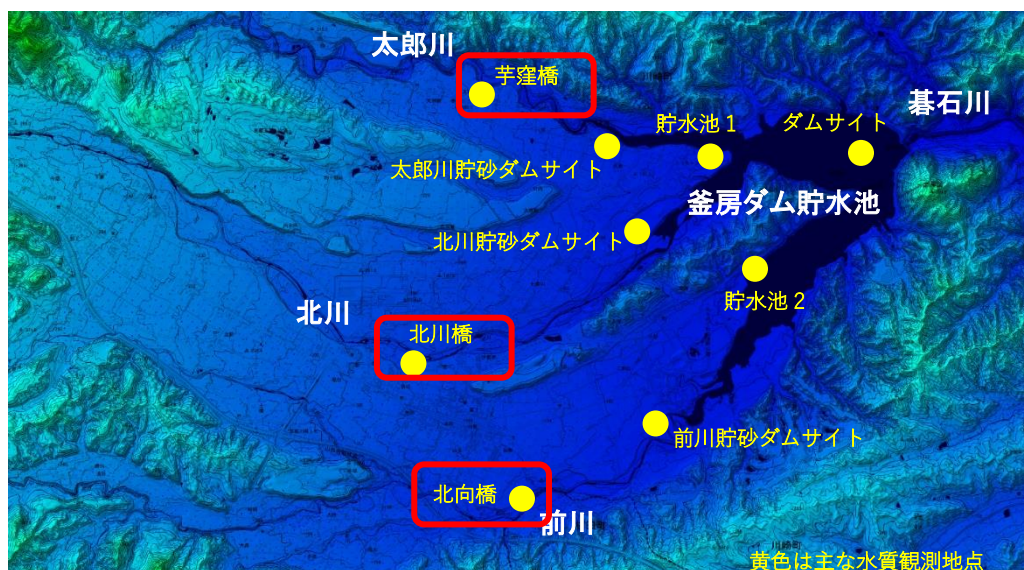 太郎川
芋窪橋
碁石川
貯水池１
ダムサイト
太郎川貯砂ダムサイト
釜房ダム貯水池
北川貯砂ダムサイト
貯水池２
北川
北川橋
前川貯砂ダムサイト
北向橋
前川
川崎町
黄色は主な水質観測地点